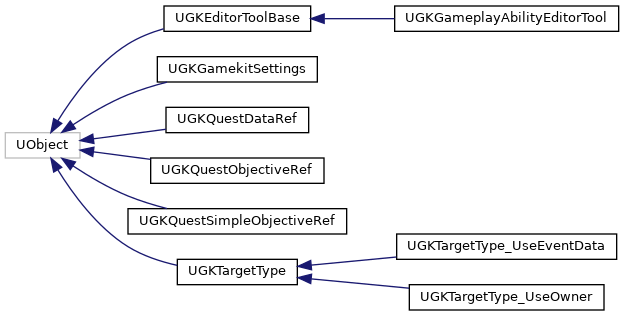 UGKEditorToolBase
UGKGameplayAbilityEditorTool
UGKGamekitSettings
UGKQuestDataRef
UObject
UGKQuestObjectiveRef
UGKQuestSimpleObjectiveRef
UGKTargetType_UseEventData
UGKTargetType
UGKTargetType_UseOwner